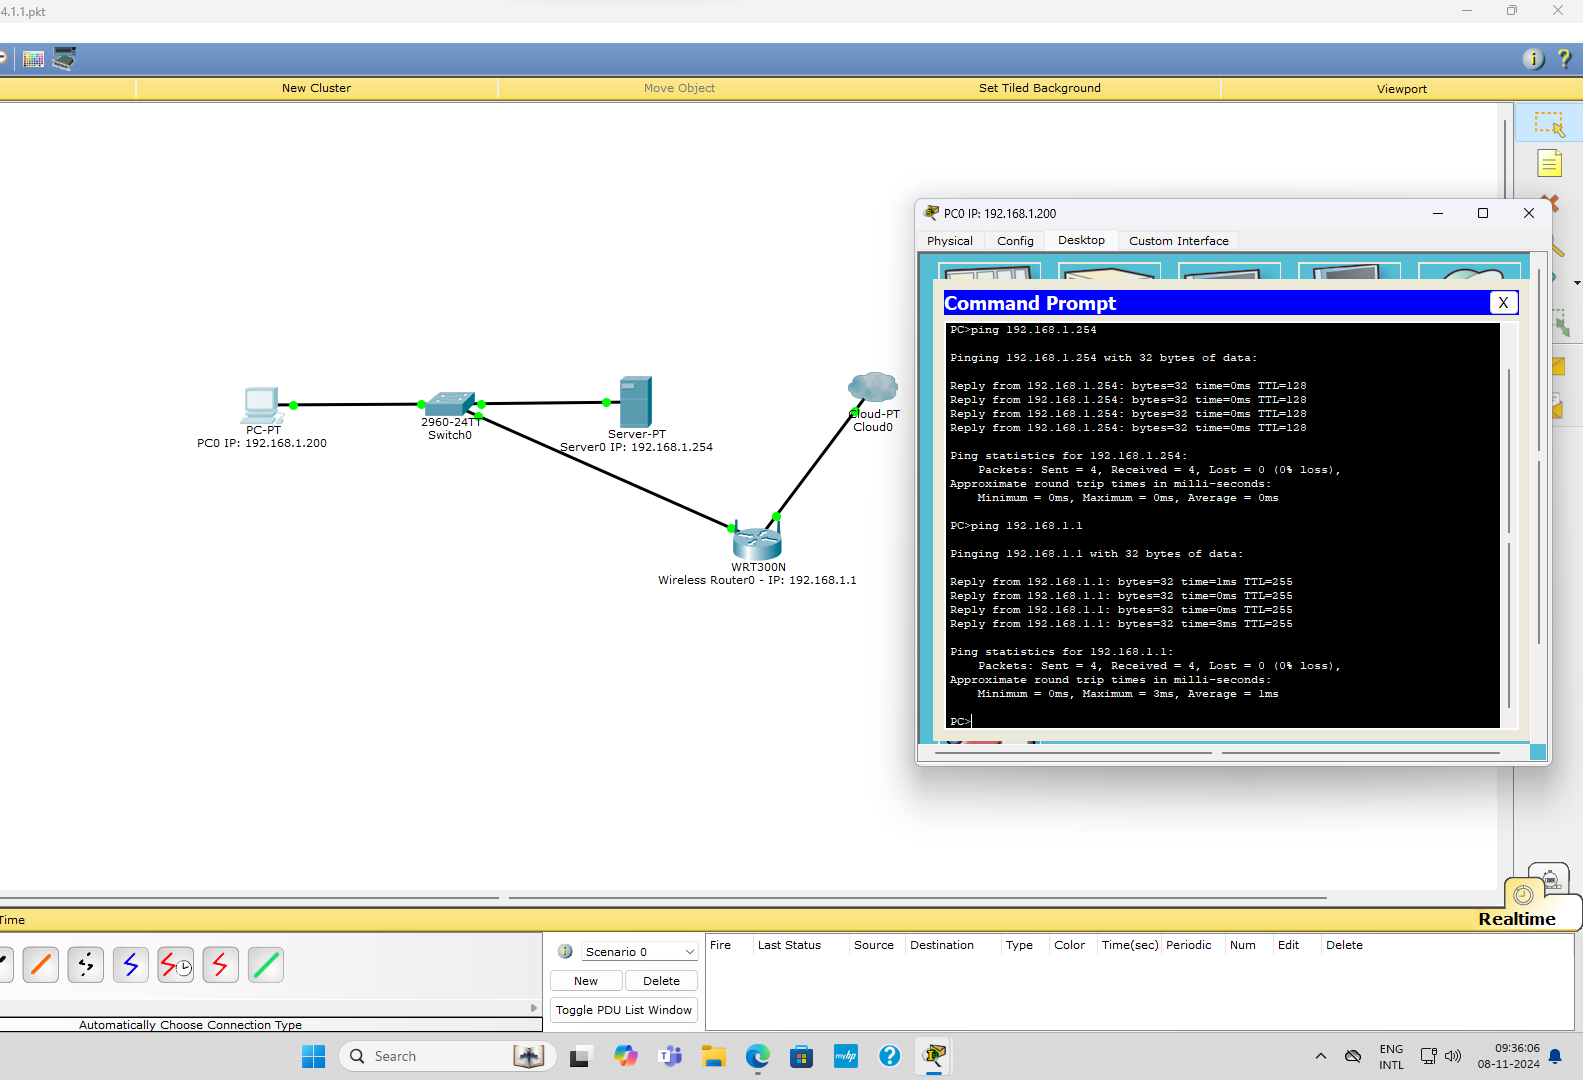 4.1.1.pkt
New Cluster
Move Object
Set Tiled Background
Viewport
PC-PT
PC0 IP: 192.168.1.200
2960-24TT
Switch0
Server-PT
Server0 IP: 192.168.1.254
Cloud-PT
Cloud0
WRT300N
Wireless Router0 - IP: 192.168.1.1
PC0 IP: 192.168.1.200
Physical
Config
Desktop
Custom Interface
Command Prompt
X
PC>ping 192.168.1.254
Pinging 192.168.1.254 with 32 bytes of data:
Reply from 192.168.1.254: bytes=32 time=0ms TTL=128
Reply from 192.168.1.254: bytes=32 time=0ms TTL=128
Reply from 192.168.1.254: bytes=32 time=0ms TTL=128
Reply from 192.168.1.254: bytes=32 time=0ms TTL=128
Ping statistics for 192.168.1.254:
Packets: Sent = 4, Received = 4, Lost = 0 (0% loss),
Approximate round trip times in milli-seconds:
Minimum = 0ms, Maximum = 0ms, Average = 0ms
PC>ping 192.168.1.1
Pinging 192.168.1.1 with 32 bytes of data:
Reply from 192.168.1.1: bytes=32 time=1ms TTL=255
Reply from 192.168.1.1: bytes=32 time=0ms TTL=255
Reply from 192.168.1.1: bytes=32 time=0ms TTL=255
Reply from 192.168.1.1: bytes=32 time=3ms TTL=255
Ping statistics for 192.168.1.1:
Packets: Sent = 4, Received = 4, Lost = 0 (0% loss),
Approximate round trip times in milli-seconds:
Minimum = 0ms, Maximum = 3ms, Average = 1ms
PC>
Time
Realtime
Scenario 0
New
Delete
Toggle PDU List Window
Fire
Last Status
Source
Destination
Type
Color
Time(sec)
Periodic
Num
Edit
Delete
Automatically Choose Connection Type
Search
myhp
ENG
INTL
09:36:06
08-11-2024